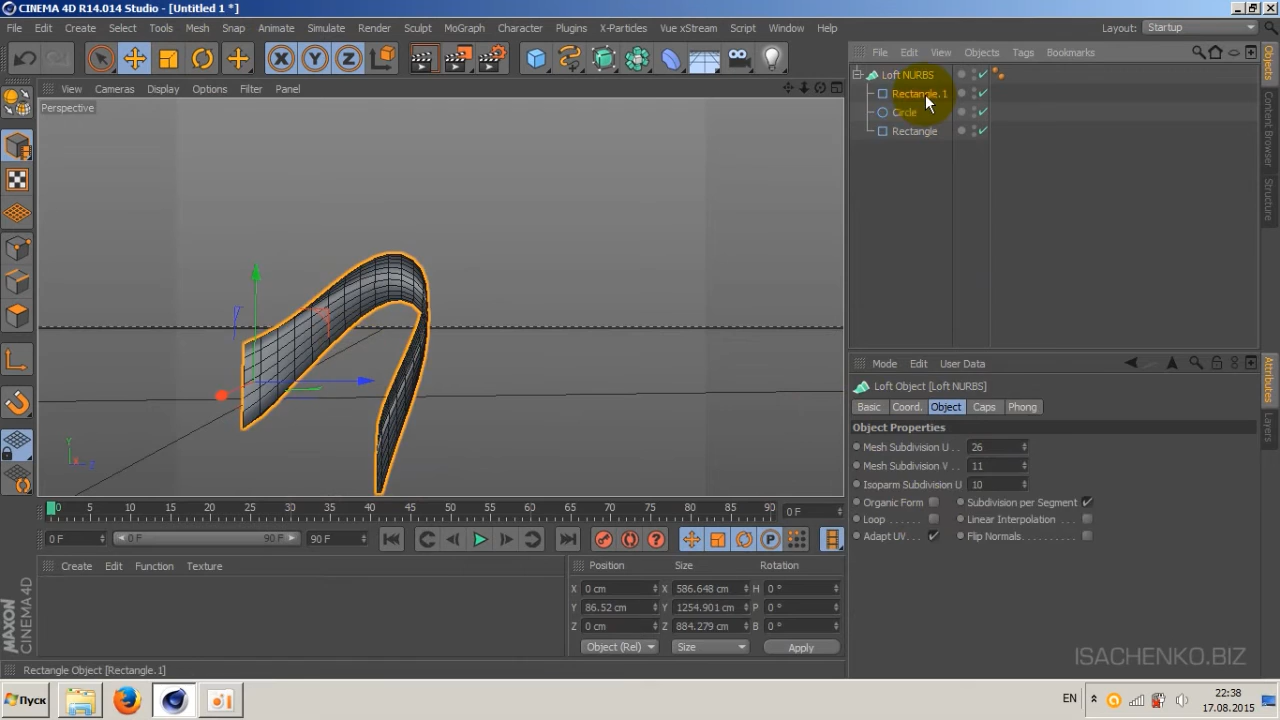 CINEMA 4D R14.014 Studio - [Untitled 1 *]
File Edit Create Select Tools Mesh Snap Animate Simulate Render Sculpt MoGraph Character Plugins X-Particles Vue xStream Script Window Help
Layout: Startup
X Y Z
File Edit View Objects Tags Bookmarks
View Cameras Display Options Filter Panel
Perspective
Loft NURBS
Rectangle.1
Circle
Rectangle
Objects
Content Browser
Structure
Y
X
Z
Mode Edit User Data
Loft Object [Loft NURBS]
Basic Coord. Object Caps Phong
Object Properties
Mesh Subdivision U . . 26
Mesh Subdivision V . . 11
Isoparm Subdivision U 10
Organic Form Subdivision per Segment
Loop . . . . . . Linear Interpolation . . .
Adapt UV. . . Flip Normals. . . . . . . . . .
Attributes
Layers
0 5 10 15 20 25 30 35 40 45 50 55 60 65 70 75 80 85 90 0 F
0 F 0 F 90 F 90 F P
Create Edit Function Texture
Position Size Rotation
X 0 cm X 586.648 cm H 0 °
Y 86.52 cm Y 1254.901 cm P 0 °
Z 0 cm Z 884.279 cm B 0 °
Object (Rel) Size Apply
MAXON
CINEMA 4D
Rectangle Object [Rectangle.1]
ISACHENKO.BIZ
Пуск
EN
22:38
17.08.2015